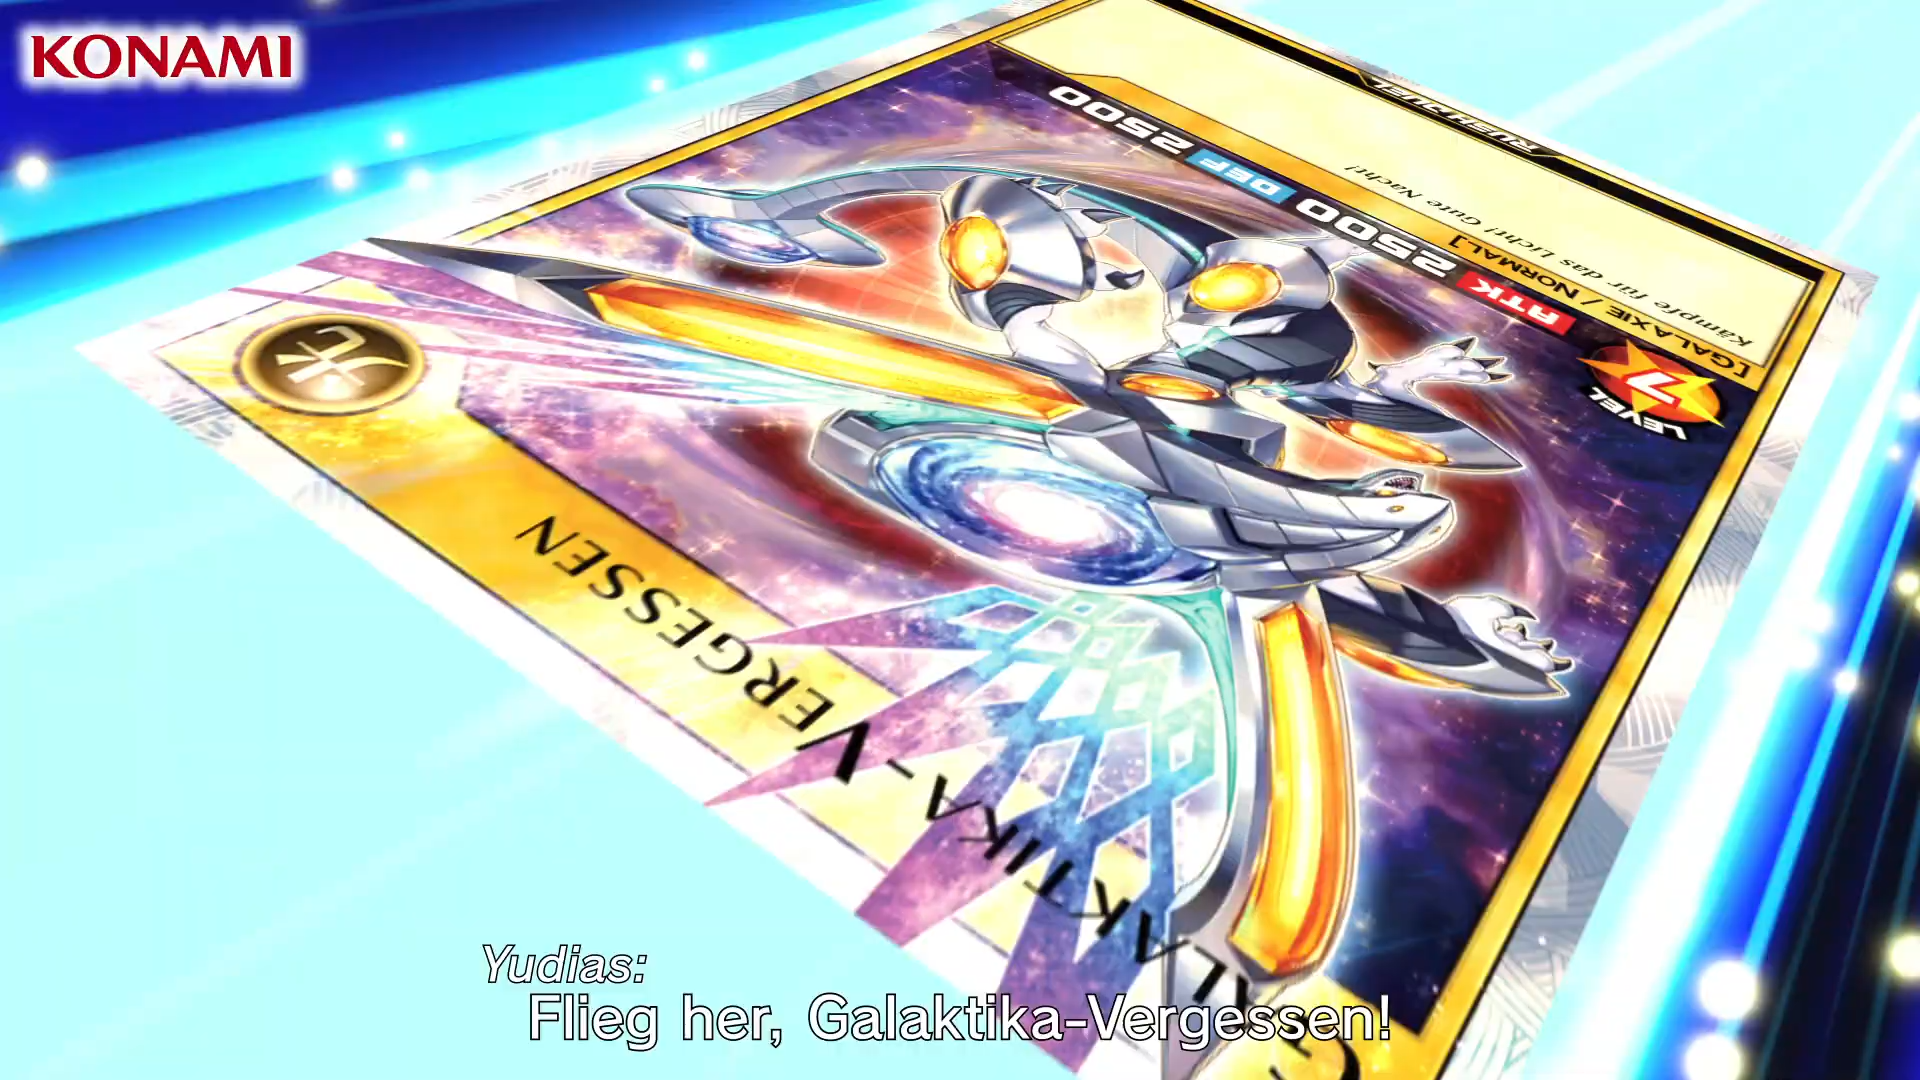 KONAMI
RUSH DUEL
Kämpfe für das Licht! Gute Nacht!
[GALAXIE / NORMAL]
ATK 2500 DEF 2500
LEVEL 7
光
GALAKTIKA-VERGESSEN
Yudias:
Flieg her, Galaktika-Vergessen!